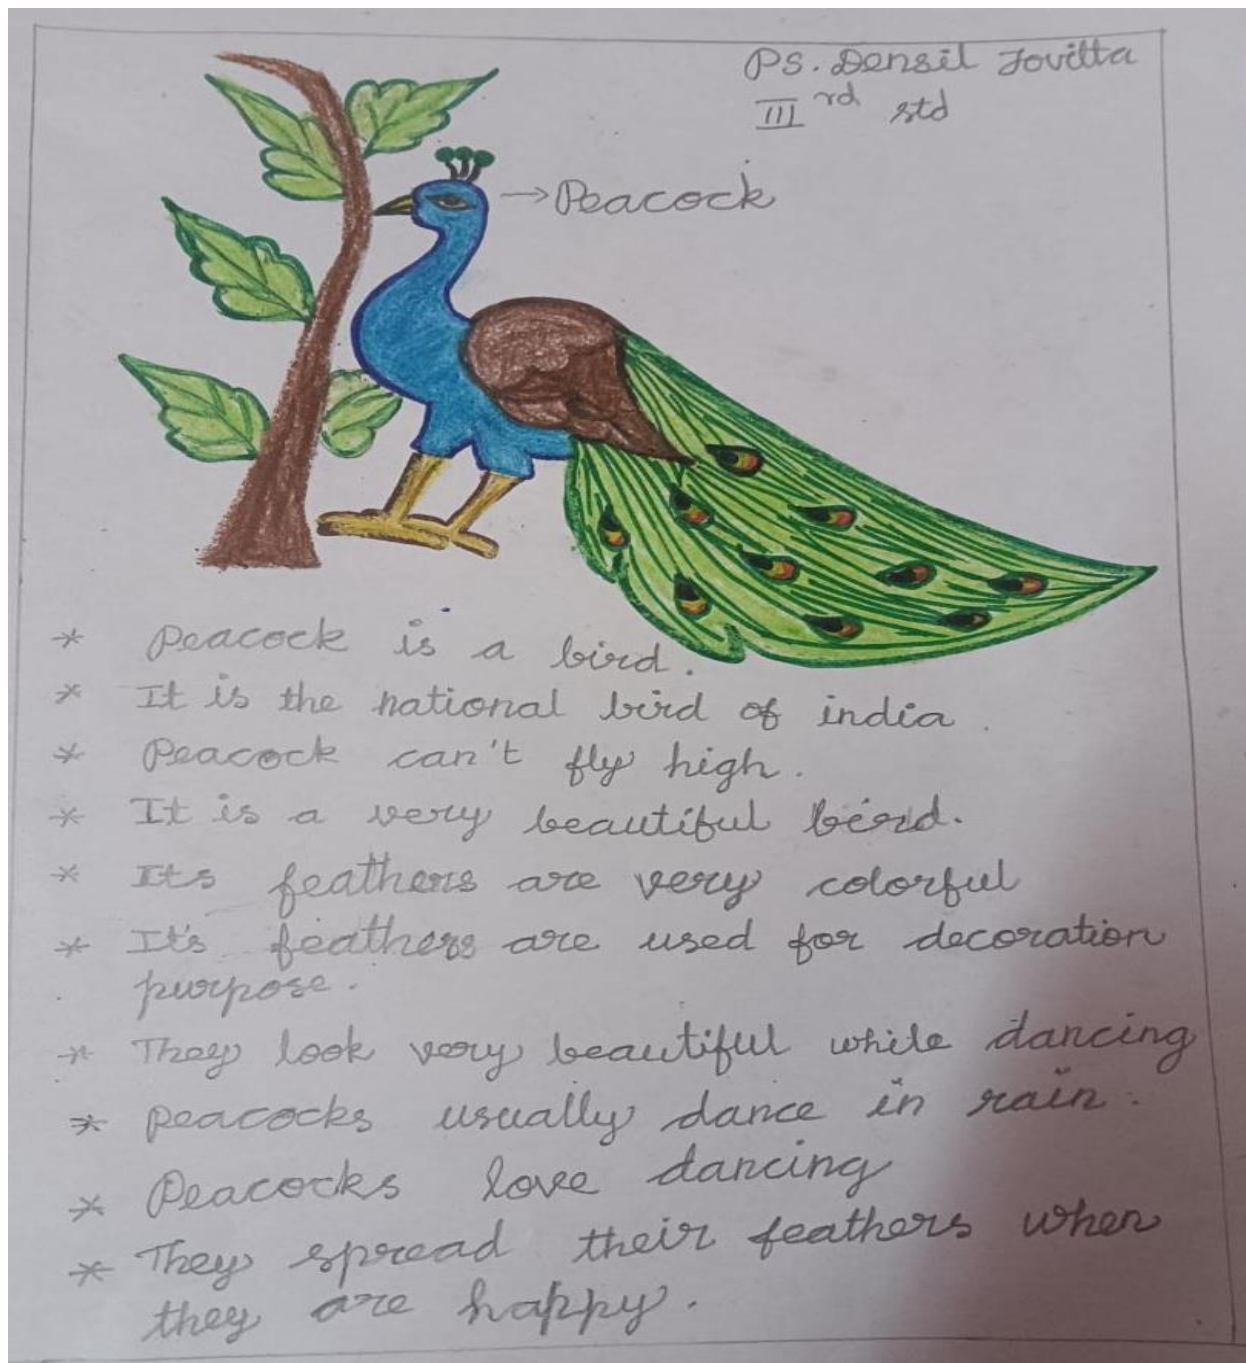 PS. Densil Jovitta
IIIrd std
→Peacock
* Peacock is a bird.
* It is the national bird of india.
* Peacock can't fly high.
* It is a very beautiful bird.
* Its feathers are very colorful
* It's feathers are used for decoration
purpose.
* They look very beautiful while dancing
* peacocks usually dance in rain.
* Peacocks love dancing
* They spread their feathers when
they are happy.